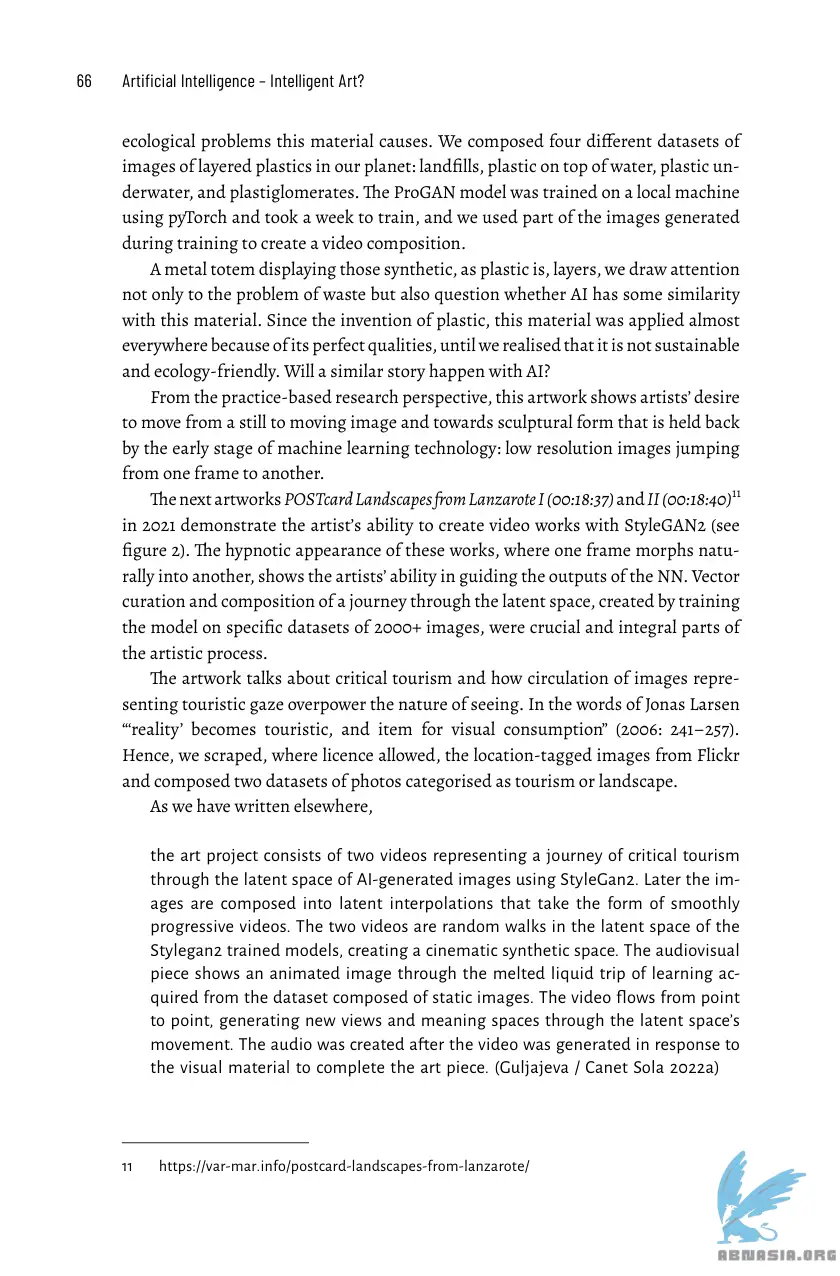 66 Artificial Intelligence – Intelligent Art?
ecological problems this material causes. We composed four different datasets of
images of layered plastics in our planet: landfills, plastic on top of water, plastic un-
derwater, and plastiglomerates. The ProGAN model was trained on a local machine
using pyTorch and took a week to train, and we used part of the images generated
during training to create a video composition.
A metal totem displaying those synthetic, as plastic is, layers, we draw attention
not only to the problem of waste but also question whether AI has some similarity
with this material. Since the invention of plastic, this material was applied almost
everywhere because of its perfect qualities, until we realised that it is not sustainable
and ecology-friendly. Will a similar story happen with AI?
From the practice-based research perspective, this artwork shows artists’ desire
to move from a still to moving image and towards sculptural form that is held back
by the early stage of machine learning technology: low resolution images jumping
from one frame to another.
The next artworks POSTcard Landscapes from Lanzarote I (00:18:37) and II (00:18:40)11
in 2021 demonstrate the artist’s ability to create video works with StyleGAN2 (see
figure 2). The hypnotic appearance of these works, where one frame morphs natu-
rally into another, shows the artists’ ability in guiding the outputs of the NN. Vector
curation and composition of a journey through the latent space, created by training
the model on specific datasets of 2000+ images, were crucial and integral parts of
the artistic process.
The artwork talks about critical tourism and how circulation of images repre-
senting touristic gaze overpower the nature of seeing. In the words of Jonas Larsen
“‘reality’ becomes touristic, and item for visual consumption” (2006: 241–257).
Hence, we scraped, where licence allowed, the location-tagged images from Flickr
and composed two datasets of photos categorised as tourism or landscape.
As we have written elsewhere,
the art project consists of two videos representing a journey of critical tourism
through the latent space of AI-generated images using StyleGan2. Later the im-
ages are composed into latent interpolations that take the form of smoothly
progressive videos. The two videos are random walks in the latent space of the
Stylegan2 trained models, creating a cinematic synthetic space. The audiovisual
piece shows an animated image through the melted liquid trip of learning ac-
quired from the dataset composed of static images. The video flows from point
to point, generating new views and meaning spaces through the latent space’s
movement. The audio was created after the video was generated in response to
the visual material to complete the art piece. (Guljajeva / Canet Sola 2022a)
11 https://var-mar.info/postcard-landscapes-from-lanzarote/
ABNASIA.ORG